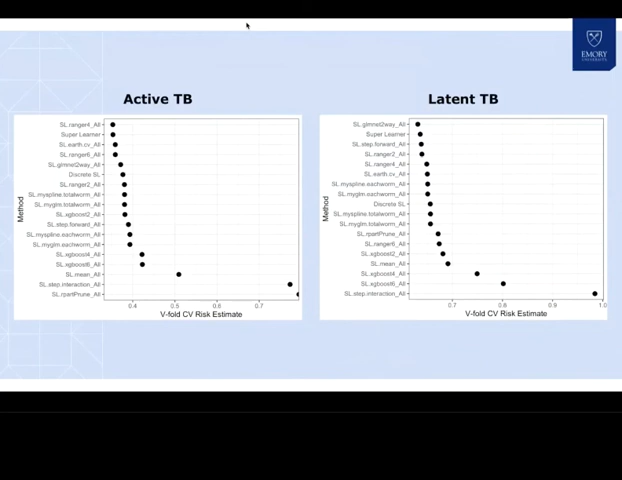 EMORY
UNIVERSITY
Active TB
Latent TB
Method
SL.ranger4_All
Super Learner
SL.earth.cv_All
SL.ranger6_All
SL.glmnet2way_All
Discrete SL
SL.ranger2_All
SL.myspline.totalworm_All
SL.myglm.totalworm_All
SL.xgboost2_All
SL.step.forward_All
SL.myspline.eachworm_All
SL.myglm.eachworm_All
SL.xgboost4_All
SL.xgboost6_All
SL.mean_All
SL.step.interaction_All
SL.rpartPrune_All
0.4 0.5 0.6 0.7
V-fold CV Risk Estimate
Method
SL.glmnet2way_All
Super Learner
SL.step.forward_All
SL.ranger2_All
SL.ranger4_All
SL.earth.cv_All
SL.myspline.eachworm_All
SL.myglm.eachworm_All
Discrete SL
SL.myspline.totalworm_All
SL.myglm.totalworm_All
SL.rpartPrune_All
SL.ranger6_All
SL.xgboost2_All
SL.mean_All
SL.xgboost4_All
SL.xgboost6_All
SL.step.interaction_All
0.7 0.8 0.9 1.0
V-fold CV Risk Estimate